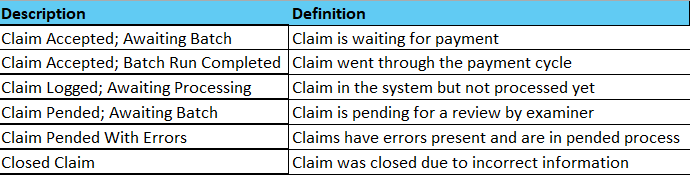 Description Definition
Claim Accepted; Awaiting Batch Claim is waiting for payment
Claim Accepted; Batch Run Completed Claim went through the payment cycle
Claim Logged; Awaiting Processing Claim in the system but not processed yet
Claim Pended; Awaiting Batch Claim is pending for a review by examiner
Claim Pended With Errors Claims have errors present and are in pended process
Closed Claim Claim was closed due to incorrect information